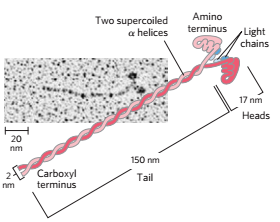 Two supercoiled
α helices
Amino
terminus
Light
chains
17 nm
Heads
20
nm
150 nm
Tail
2
nm
Carboxyl
terminus